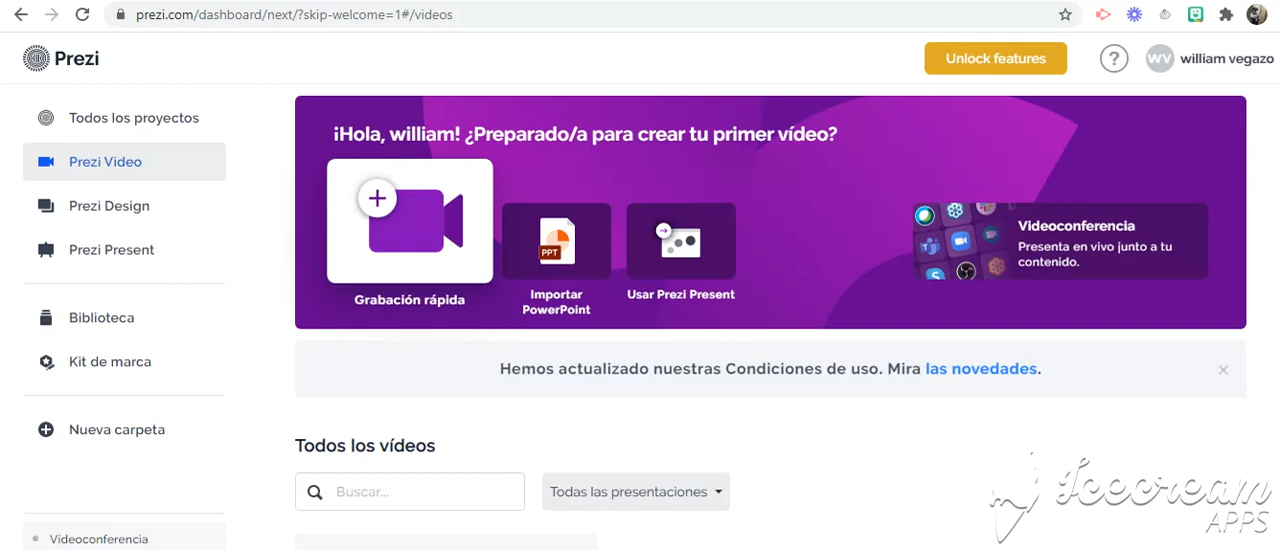 prezi.com/dashboard/next/?skip-welcome=1#/videos
Prezi
Unlock features
?
WV
william vegazo
Todos los proyectos
Prezi Video
Prezi Design
Prezi Present
Biblioteca
Kit de marca
Nueva carpeta
Videoconferencia
¡Hola, william! ¿Preparado/a para crear tu primer vídeo?
Grabación rápida
PPT
Importar
PowerPoint
Usar Prezi Present
Videoconferencia
Presenta en vivo junto a tu
contenido.
Hemos actualizado nuestras Condiciones de uso. Mira las novedades.
Todos los vídeos
Buscar...
Todas las presentaciones
Icecream
APPS